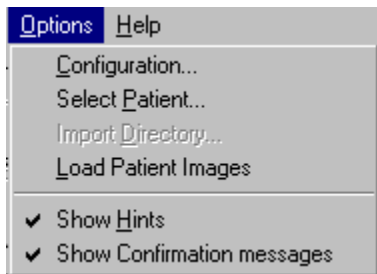 Options Help
Configuration...
Select Patient...
Import Directory...
Load Patient Images
Show Hints
Show Confirmation messages